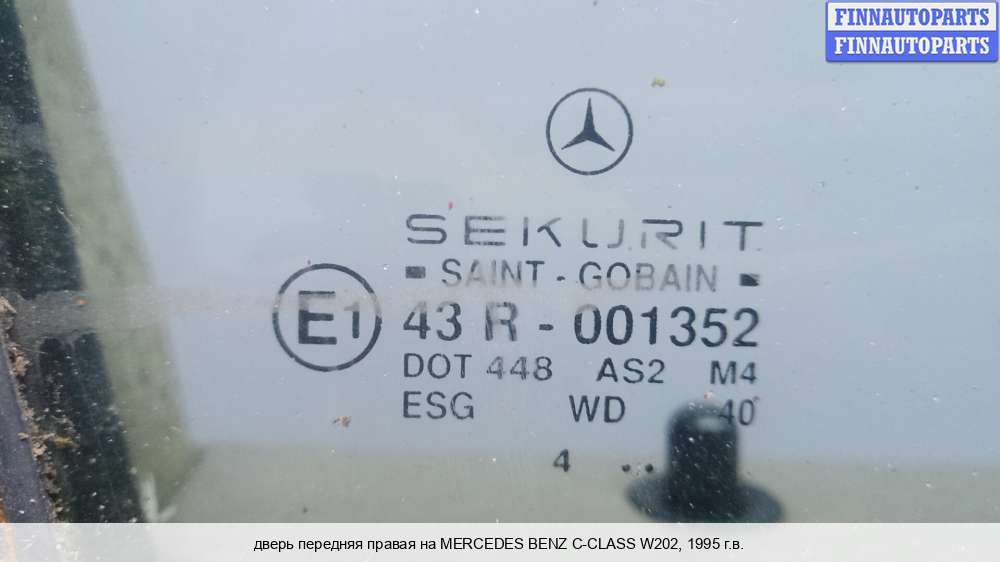 FINNAUTOPARTS
FINNAUTOPARTS
SEKURIT
SAINT - GOBAIN
E1 43 R - 001352
DOT 448 AS2 M4
ESG WD 40
4 ..
дверь передняя правая на MERCEDES BENZ C-CLASS W202, 1995 г.в.